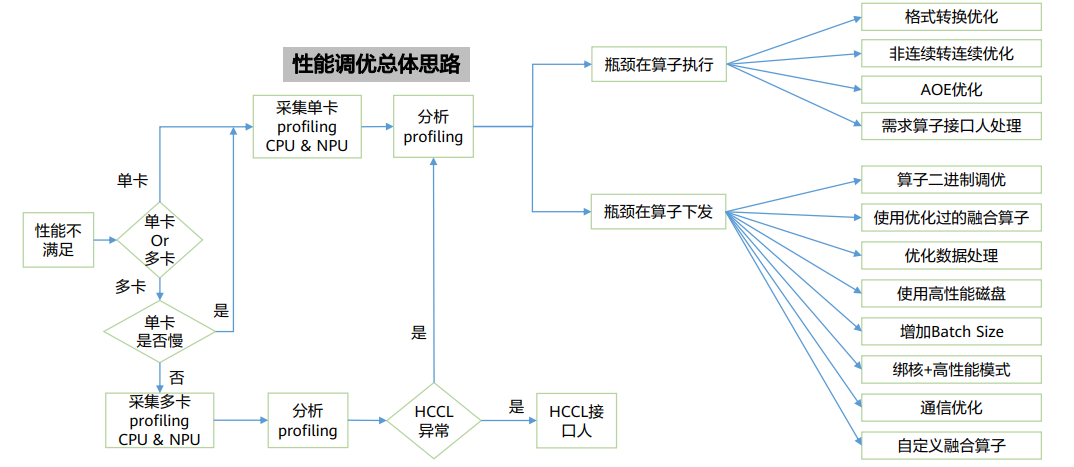 性能调优总体思路
性能不
满足
单卡
单卡
Or
多卡
多卡
单卡
是否慢
是
否
采集单卡
profiling
CPU & NPU
分析
profiling
采集多卡
profiling
CPU & NPU
分析
profiling
HCCL
异常
是
是
HCCL接
口人
瓶颈在算子执行
格式转换优化
非连续转连续优化
AOE优化
需求算子接口人处理
瓶颈在算子下发
算子二进制调优
使用优化过的融合算子
优化数据处理
使用高性能磁盘
增加Batch Size
绑核+高性能模式
通信优化
自定义融合算子